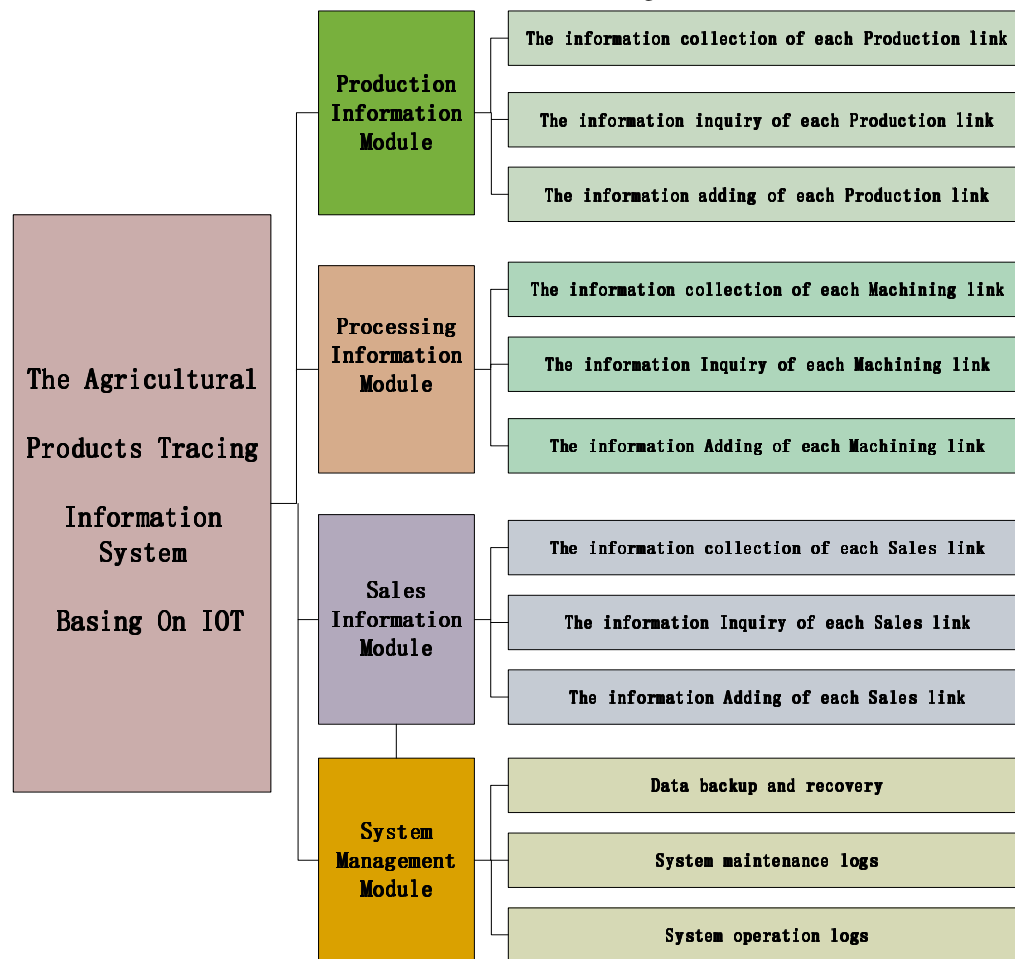 The Agricultural
Products Tracing
Information
System
Basing On IOT
Production
Information
Module
The information collection of each Production link
The information inquiry of each Production link
The information adding of each Production link
Processing
Information
Module
The information collection of each Machining link
The information Inquiry of each Machining link
The information Adding of each Machining link
Sales
Information
Module
The information collection of each Sales link
The information Inquiry of each Sales link
The information Adding of each Sales link
System
Management
Module
Data backup and recovery
System maintenance logs
System operation logs